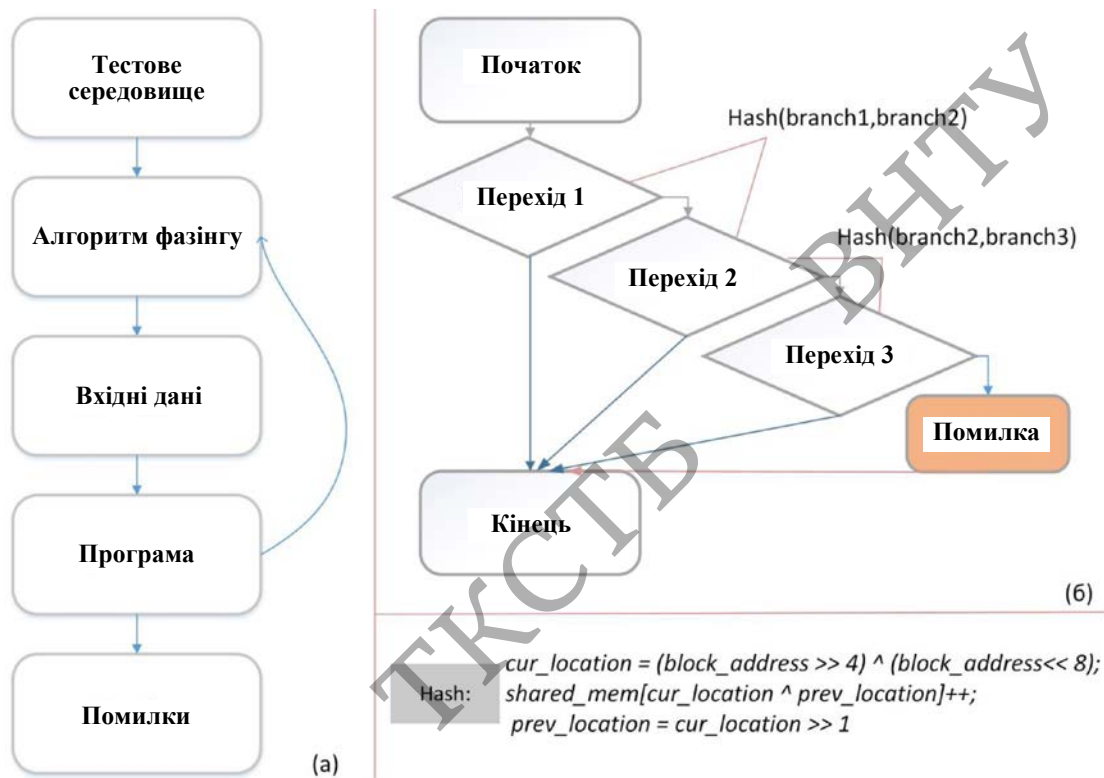 Тестове
середовище
Алгоритм фазінгу
Вхідні дані
Програма
Помилки
(а)
Початок
Hash(branch1,branch2)
Перехід 1
Hash(branch2,branch3)
Перехід 2
Перехід 3
Помилка
Кінець
(б)
Hash:
cur_location = (block_address >> 4) ^ (block_address<< 8);
shared_mem[cur_location ^ prev_location]++;
prev_location = cur_location >> 1
ТКСТБ ВНТУ